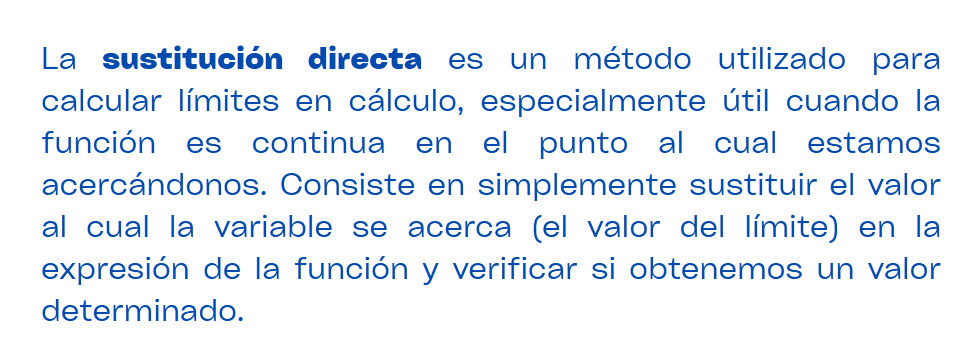 La sustitución directa es un método utilizado para
calcular límites en cálculo, especialmente útil cuando la
función es continua en el punto al cual estamos
acercándonos. Consiste en simplemente sustituir el valor
al cual la variable se acerca (el valor del límite) en la
expresión de la función y verificar si obtenemos un valor
determinado.